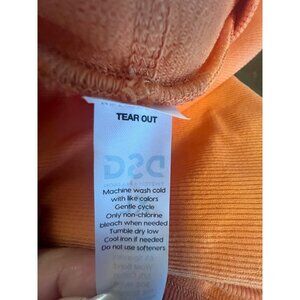 TEAR OUT
DSG
Machine wash cold
with like colors
Gentle cycle
Only non-chlorine
bleach when needed
Tumble dry low
Cool iron if needed
Do not use softeners